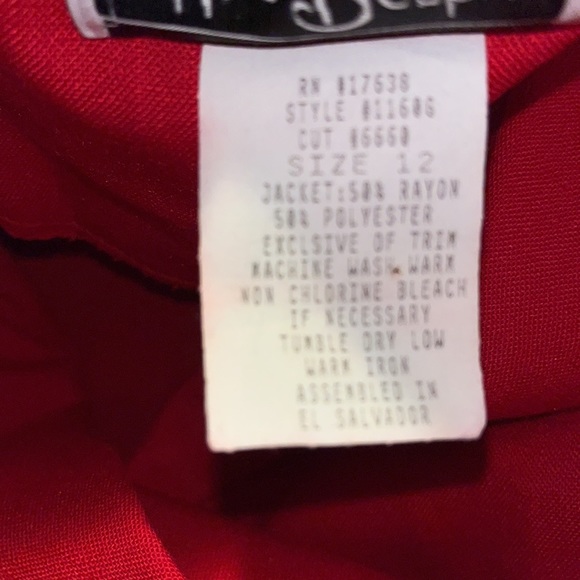 RN #17638
STYLE #11606
CUT #6660
SIZE 12
JACKET:50% RAYON
50% POLYESTER
EXCLSIVE OF TRIM
MACHINE WASH WARM
NON CHLORINE BLEACH
IF NECESSARY
TUMBLE DRY LOW
WARM IRON
ASSEMBLED IN
EL SALVADOR